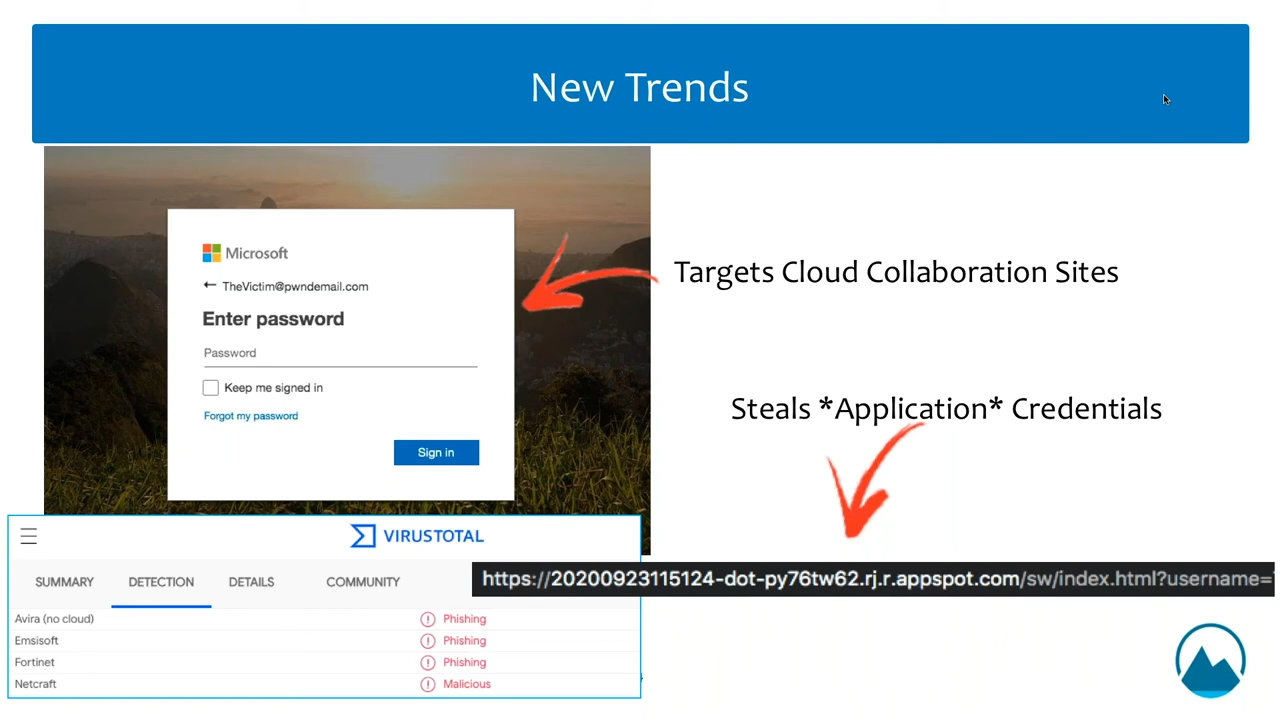 New Trends
Microsoft
TheVictim@pwndemail.com
Enter password
Password
Keep me signed in
Forgot my password
Sign in
Targets Cloud Collaboration Sites
Steals *Application* Credentials
https://20200923115124-dot-py76tw62.rj.r.appspot.com/sw/index.html?username=
VIRUSTOTAL
SUMMARY DETECTION DETAILS COMMUNITY
Avira (no cloud) Phishing
Emsisoft Phishing
Fortinet Phishing
Netcraft Malicious